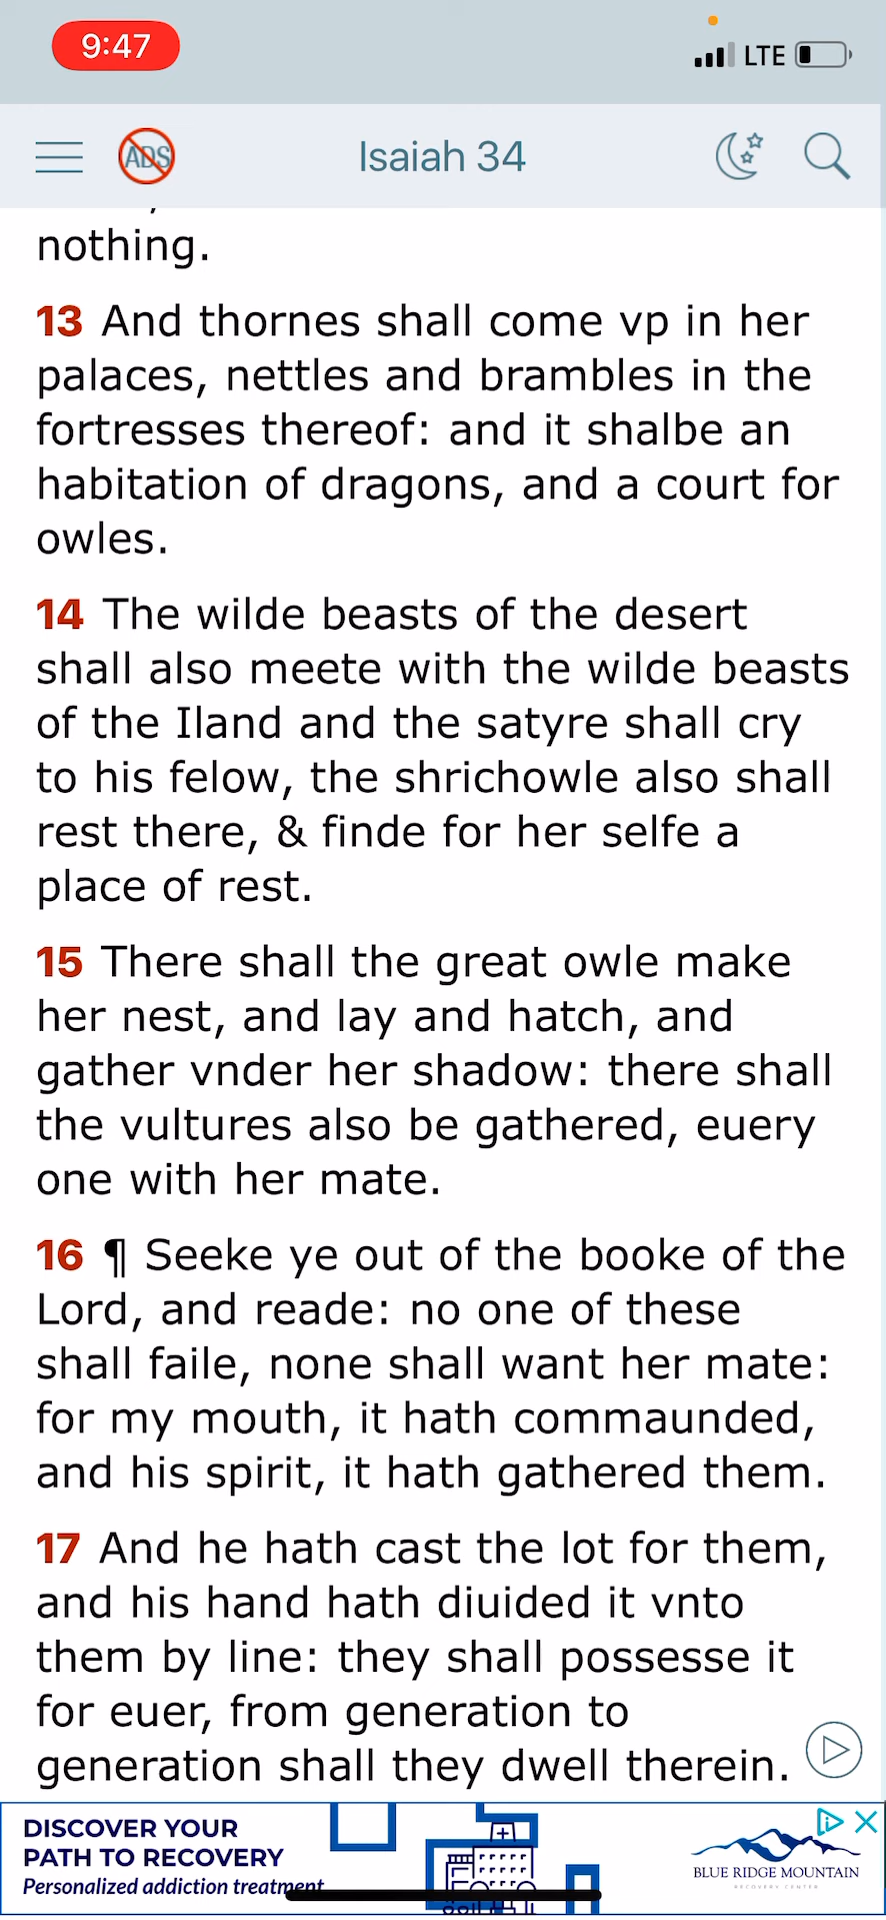 9:47
LTE
ADS
Isaiah 34
nothing.
13 And thornes shall come vp in her
palaces, nettles and brambles in the
fortresses thereof: and it shalbe an
habitation of dragons, and a court for
owles.
14 The wilde beasts of the desert
shall also meete with the wilde beasts
of the Iland and the satyre shall cry
to his felow, the shrichowle also shall
rest there, & finde for her selfe a
place of rest.
15 There shall the great owle make
her nest, and lay and hatch, and
gather vnder her shadow: there shall
the vultures also be gathered, euery
one with her mate.
16 ¶ Seeke ye out of the booke of the
Lord, and reade: no one of these
shall faile, none shall want her mate:
for my mouth, it hath commaunded,
and his spirit, it hath gathered them.
17 And he hath cast the lot for them,
and his hand hath diuided it vnto
them by line: they shall possesse it
for euer, from generation to
generation shall they dwell therein.
DISCOVER YOUR
PATH TO RECOVERY
Personalized addiction treatment
BLUE RIDGE MOUNTAIN
RECOVERY CENTER